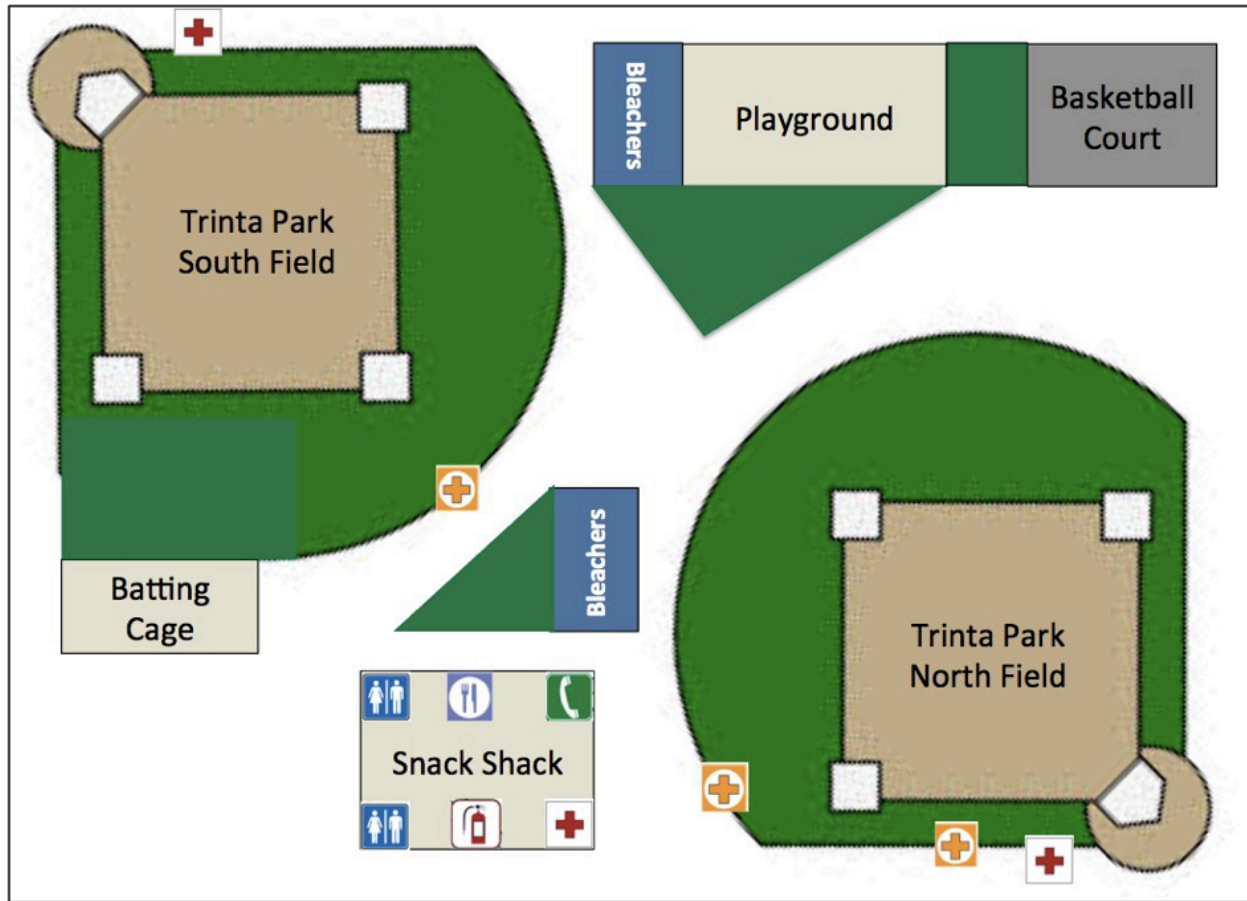 Bleachers
Playground
Basketball
Court
Trinta Park
South Field
Batting
Cage
Bleachers
Trinta Park
North Field
Snack Shack